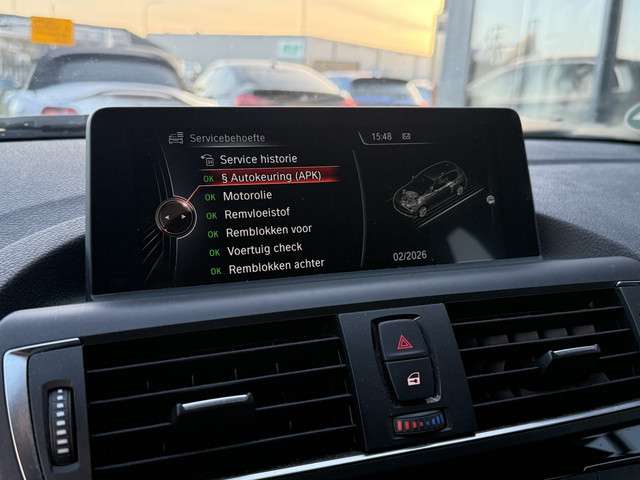 Servicebehoefte
15:48
Service historie
OK § Autokeuring (APK)
OK Motorolie
OK Remvloeistof
OK Remblokken voor
OK Voertuig check
OK Remblokken achter
02/2026